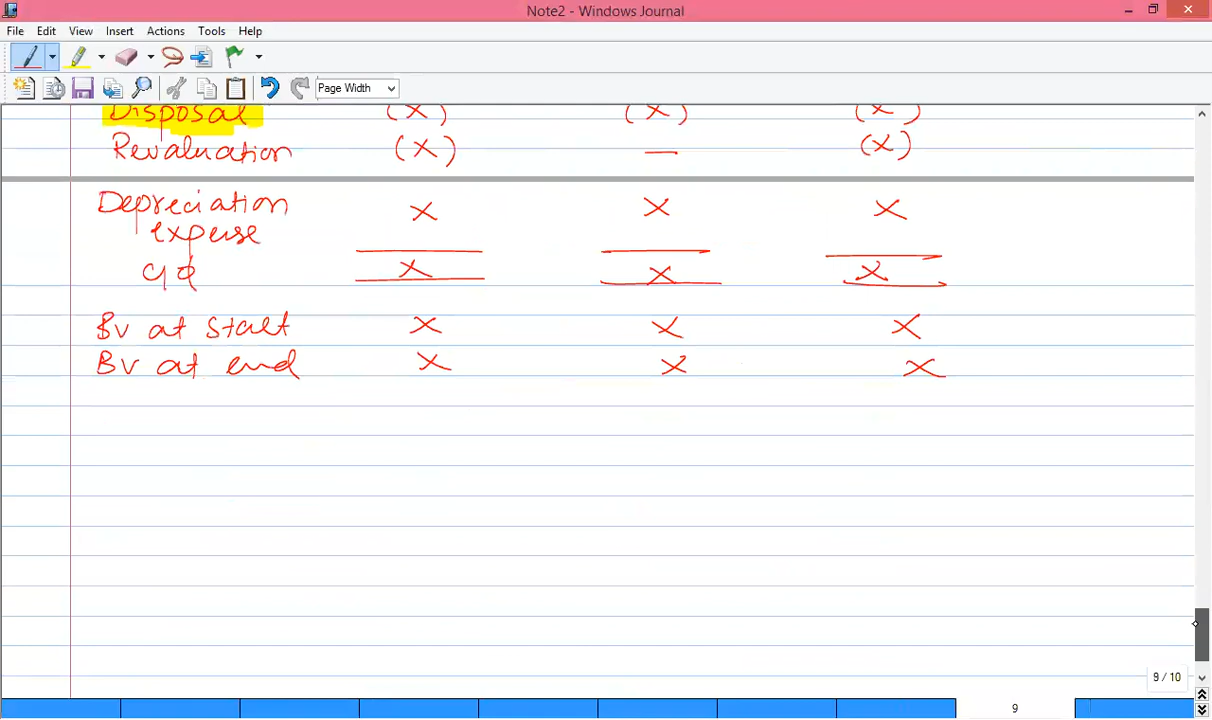 Note2 - Windows Journal
File Edit View Insert Actions Tools Help
Page Width
Disposal (X) (X) (X)
Revaluation (X) — (X)
Depreciation X X X
expense
X X X
BV at start X X X
BV at end X X X
9 / 10
9